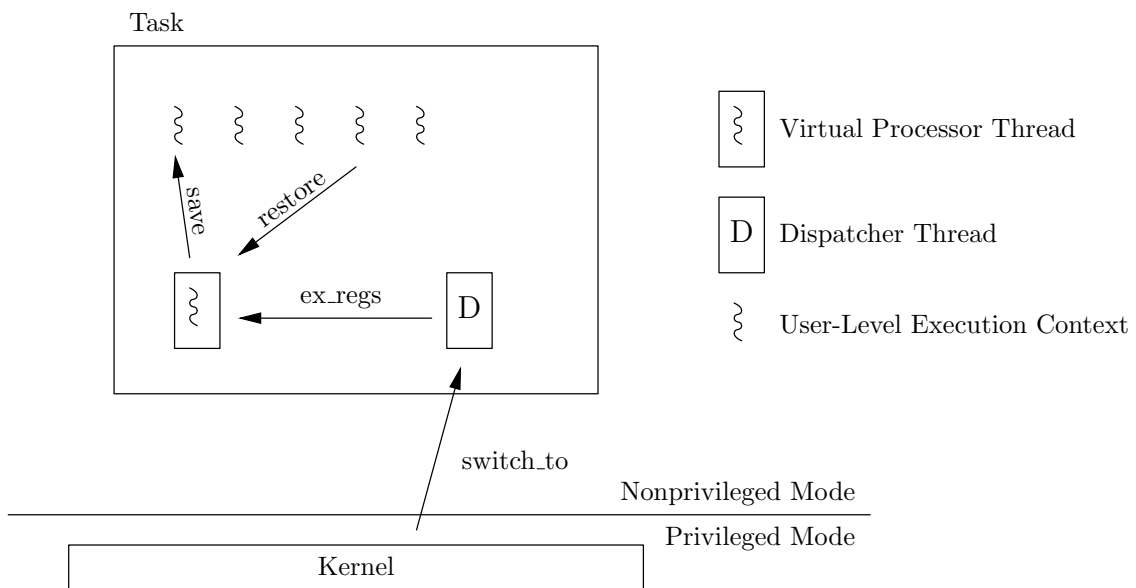 Task
Virtual Processor Thread
save
restore
D
Dispatcher Thread
ex_regs
D
User-Level Execution Context
switch_to
Nonprivileged Mode
Privileged Mode
Kernel